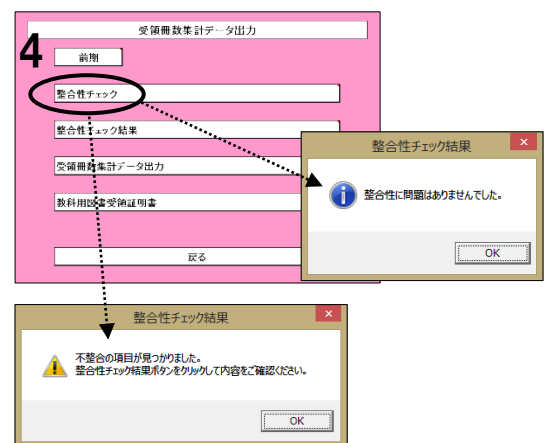 受領冊数集計データ出力
4
前期
整合性チェック
整合性チェック結果
受領冊数集計データ出力
教科用図書受領証明書
戻る
整合性チェック結果
整合性に問題はありませんでした。
OK
整合性チェック結果
不整合の項目が見つかりました。
整合性チェック結果ボタンをクリックして内容をご確認ください。
OK